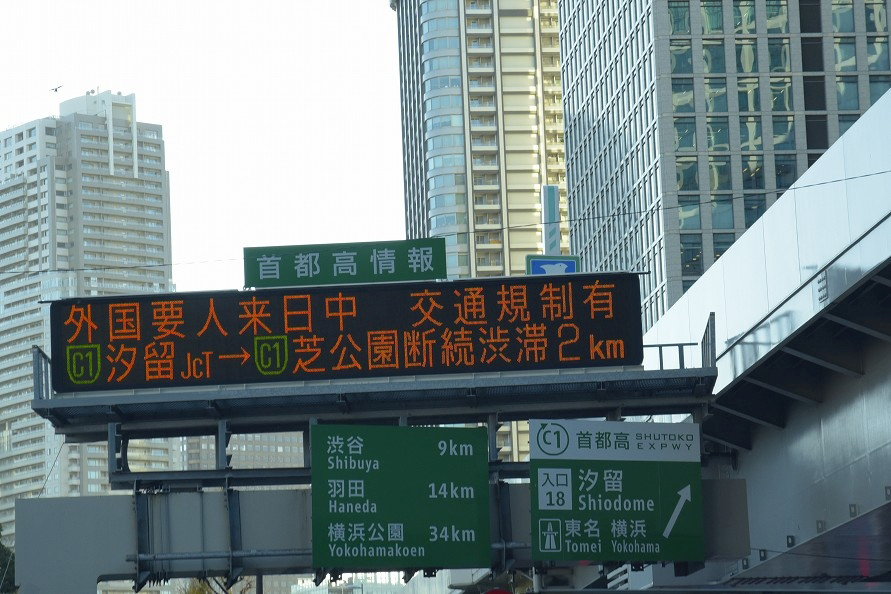 首都高情報
外国要人来日中 交通規制有
C1 汐留JCT→C1 芝公園断続渋滞2km
渋谷 9km
Shibuya
羽田 14km
Haneda
横浜公園 34km
Yokohamakoen
C1 首都高 SHUTOKO EXPWY
入口 18 汐留
Shiodome
東名 横浜
Tomei Yokohama